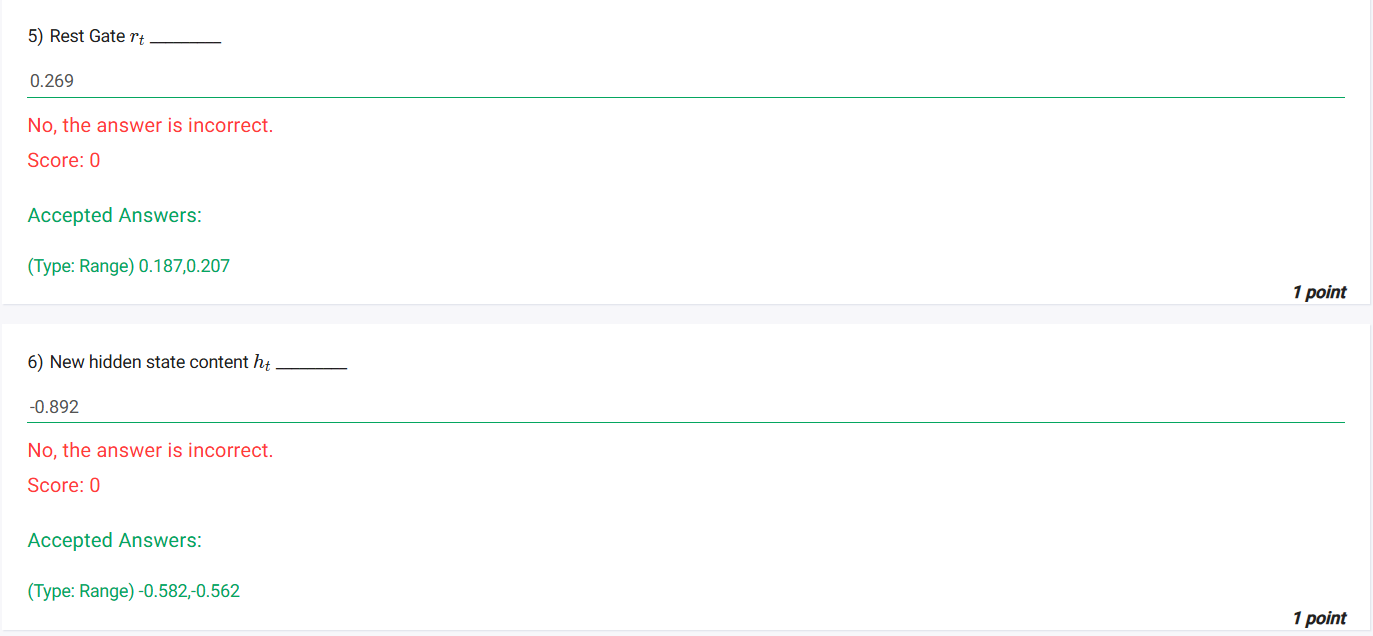 5) Rest Gate rₜ ________
0.269
No, the answer is incorrect.
Score: 0
Accepted Answers:
(Type: Range) 0.187,0.207
1 point
6) New hidden state content hₜ ________
-0.892
No, the answer is incorrect.
Score: 0
Accepted Answers:
(Type: Range) -0.582,-0.562
1 point